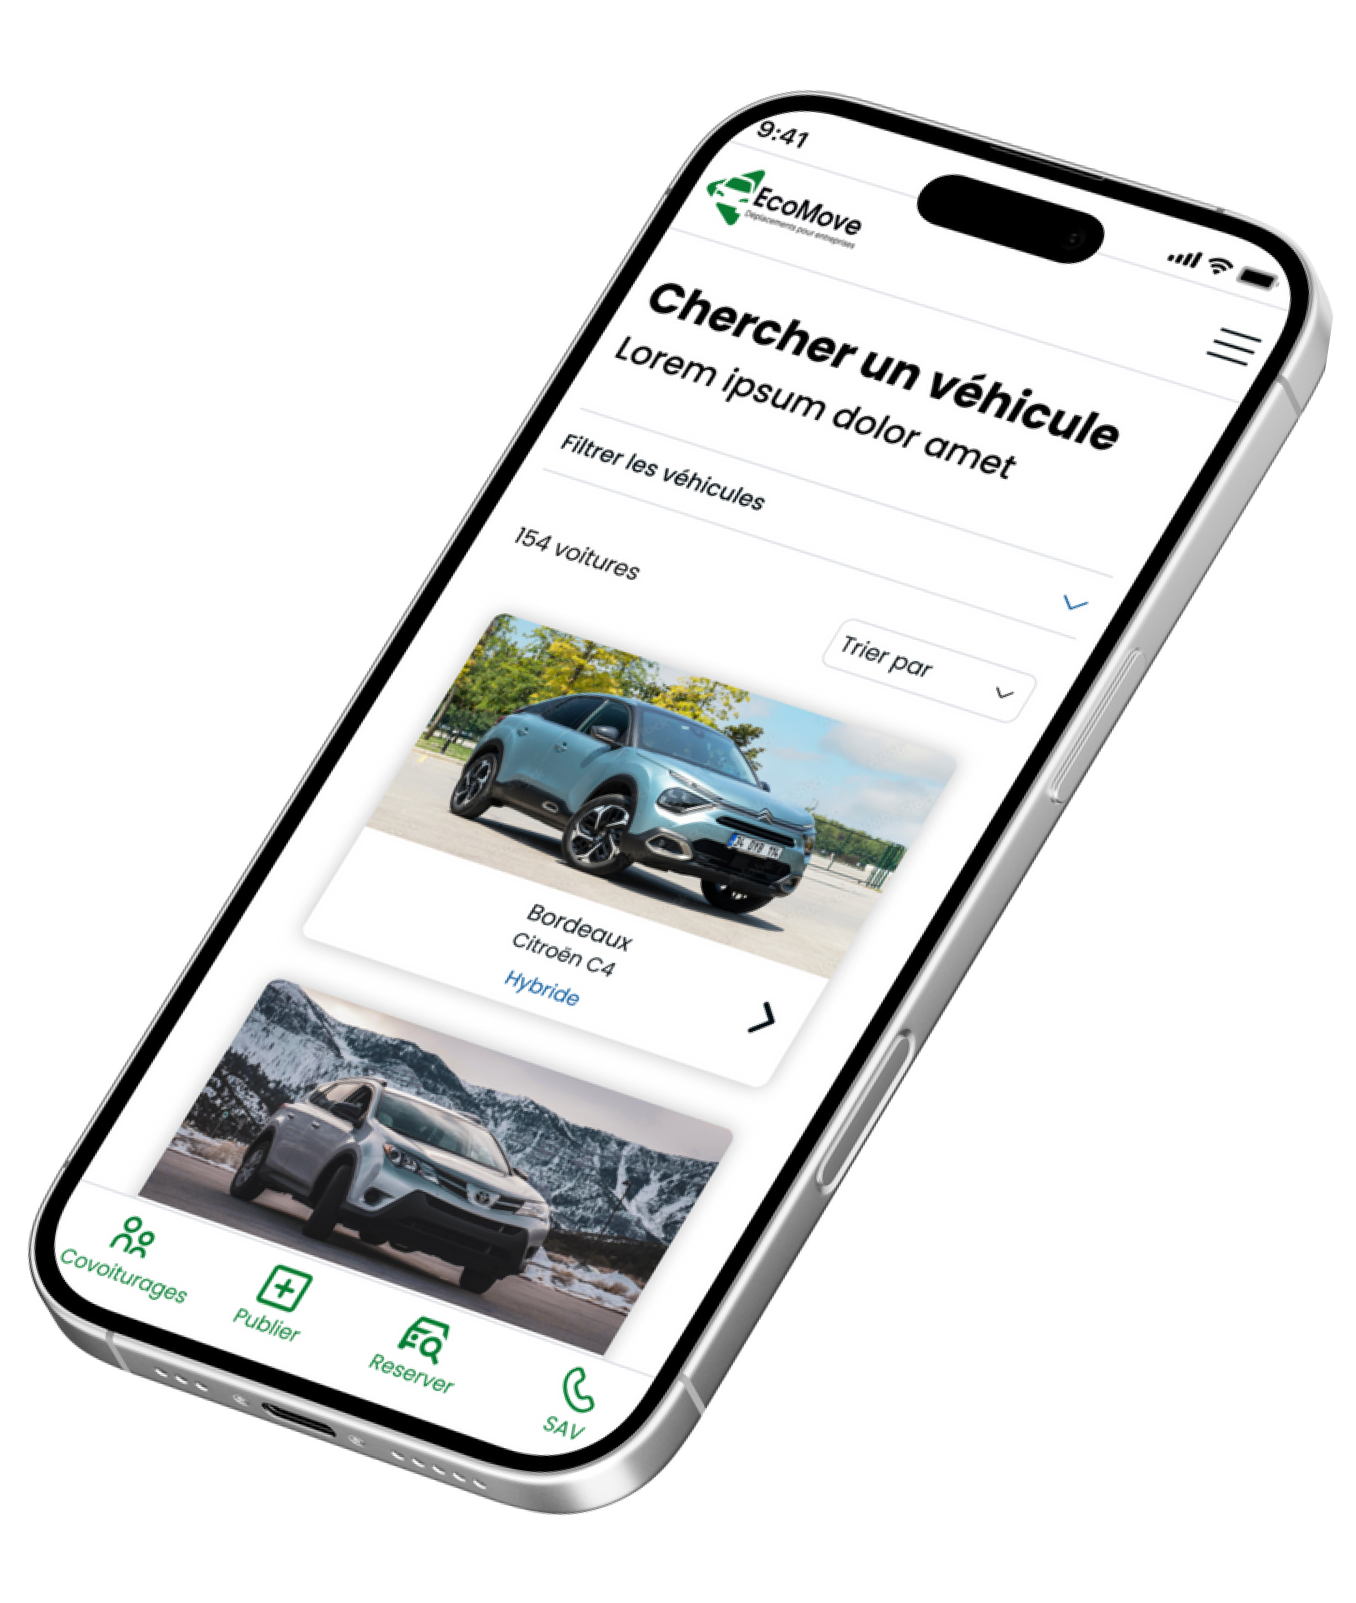 9:41
EcoMove
Déplacements pour entreprises
Chercher un véhicule
Lorem ipsum dolor amet
Filtrer les véhicules
154 voitures
Trier par
Bordeaux
Citroën C4
Hybride
Covoiturages
Publier
Reserver
SAV